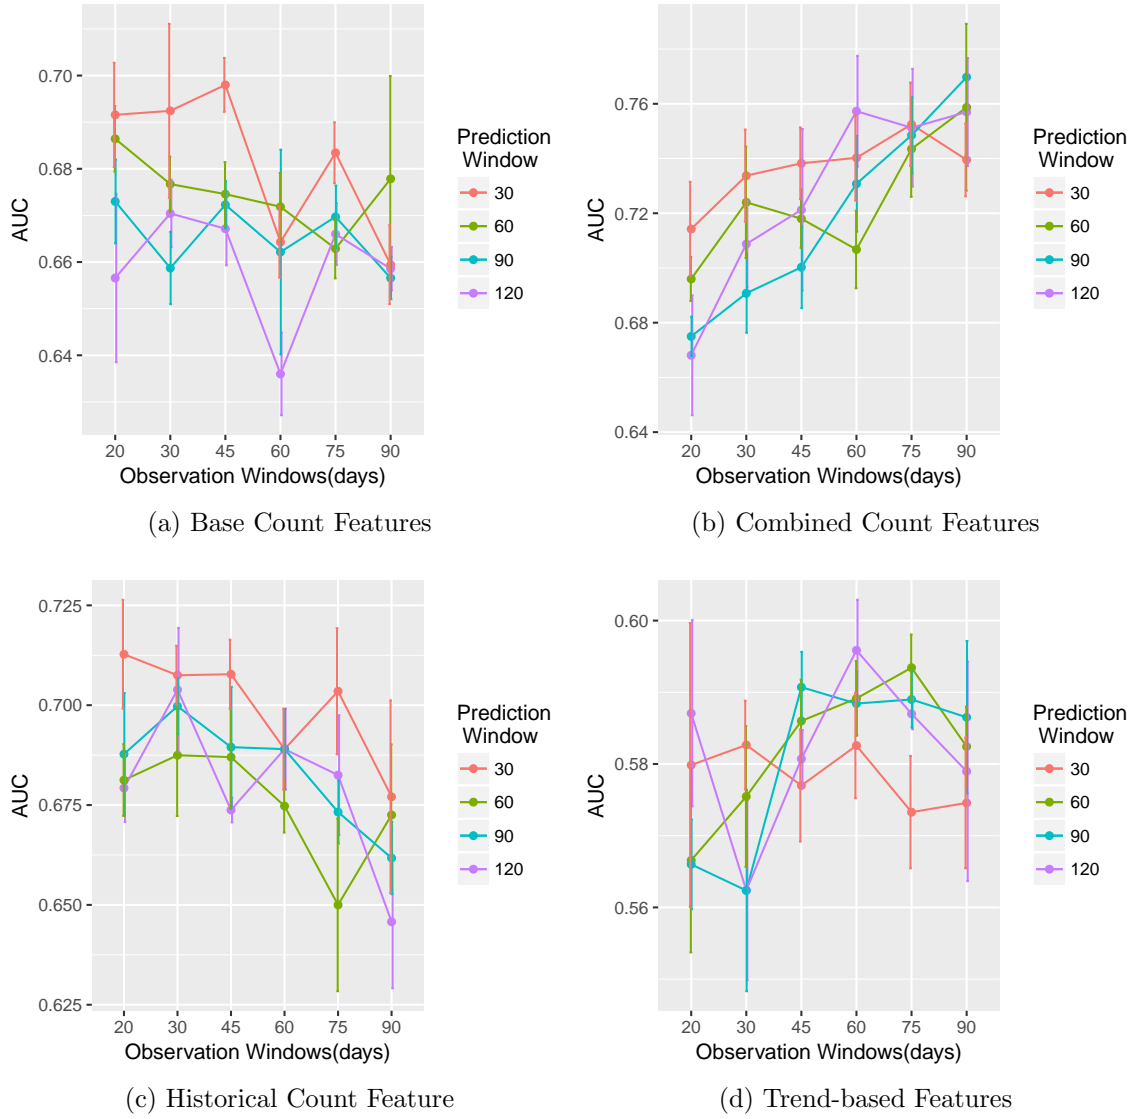 0.70
0.68
0.66
0.64
AUC
20 30 45 60 75 90
Observation Windows(days)
Prediction
Window
30
60
90
120
(a) Base Count Features
0.76
0.72
0.68
0.64
AUC
20 30 45 60 75 90
Observation Windows(days)
Prediction
Window
30
60
90
120
(b) Combined Count Features
0.725
0.700
0.675
0.650
0.625
AUC
20 30 45 60 75 90
Observation Windows(days)
Prediction
Window
30
60
90
120
(c) Historical Count Feature
0.60
0.58
0.56
AUC
20 30 45 60 75 90
Observation Windows(days)
Prediction
Window
30
60
90
120
(d) Trend-based Features